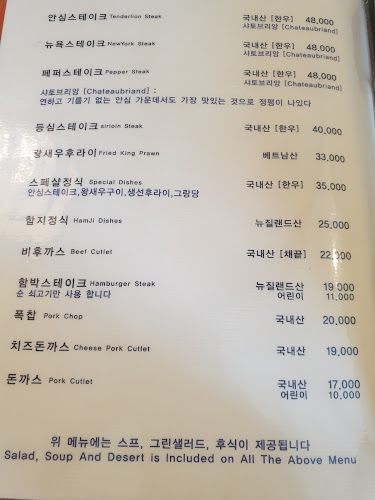 안심스테이크 Tenderlion Steak 국내산 [한우] 48,000
샤토브리앙 [Chateaubriand]
뉴욕스테이크 NewYork Steak 국내산 [한우] 48,000
샤토브리앙 [Chateaubriand]
페퍼스테이크 Pepper Steak 국내산 [한우] 48,000
샤토브리앙 [Chateaubriand]
샤토브리앙 [Chateaubriand] :
연하고 기름기 없는 안심 가운데서도 가장 맛있는 것으로 정평이 나있다
등심스테이크 sirloin Steak 국내산 [한우] 40,000
왕새우후라이 Fried King Prawn 베트남산 33,000
스페샬정식 Special Dishes 국내산 [한우] 35,000
안심스테이크,왕새우구이,생선후라이,그랑당
함지정식 HamJi Dishes 뉴질랜드산 25,000
비후까스 Beef Cutlet 국내산 [채끝] 22,000
함박스테이크 Hamburger Steak 뉴질랜드산 19,000
순 쇠고기만 사용 합니다 어린이 11,000
폭찹 Pork Chop 국내산 20,000
치즈돈까스 Cheese Pork Cutlet 국내산 19,000
돈까스 Pork Cutlet 국내산 17,000
어린이 10,000
위 메뉴에는 스프, 그린샐러드, 후식이 제공됩니다
Salad, Soup And Desert is Included on All The Above Menu